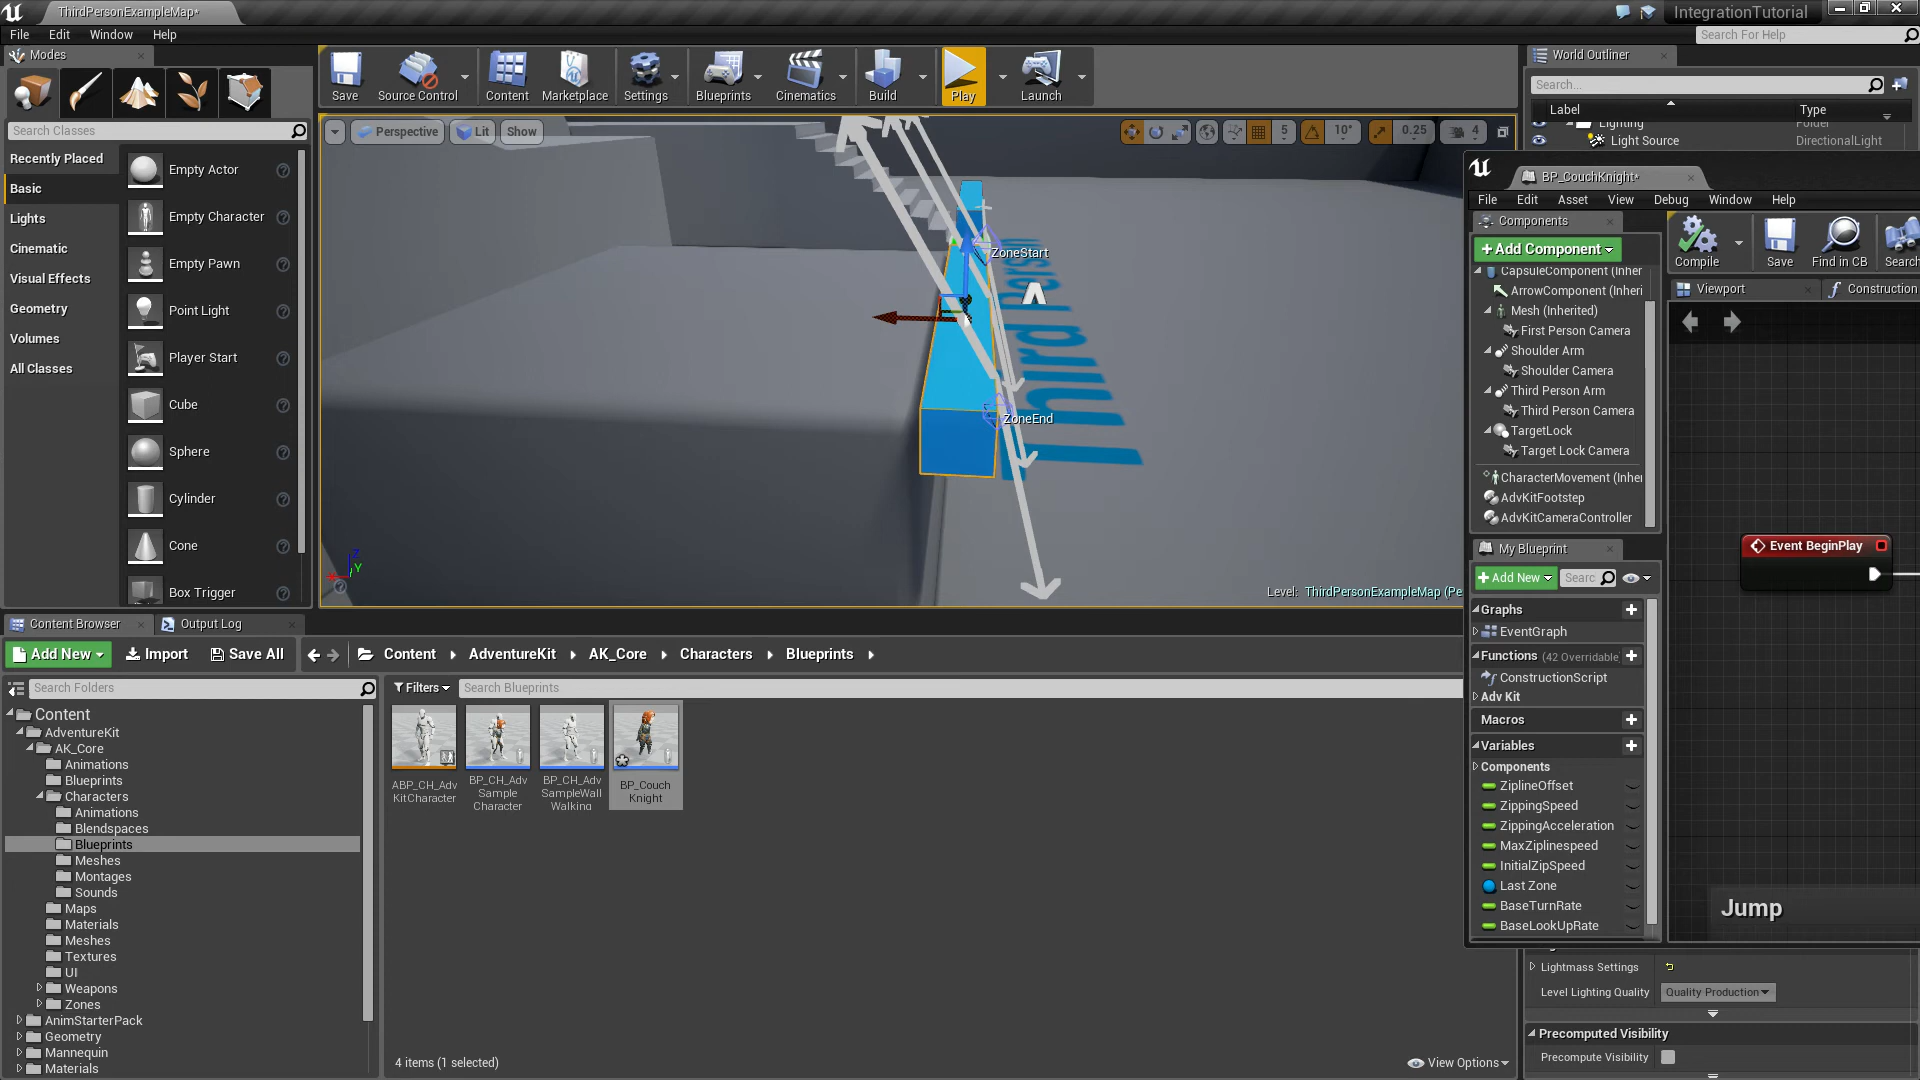 ThirdPersonExampleMap*
IntegrationTutorial
File Edit Window Help
Search For Help
Modes
Save
Source Control
Content
Marketplace
Settings
Blueprints
Cinematics
Build
Play
Launch
World Outliner
Search...
Label
Type
Lighting
Folder
Light Source
DirectionalLight
Search Classes
Recently Placed
Basic
Lights
Cinematic
Visual Effects
Geometry
Volumes
All Classes
Empty Actor
Empty Character
Empty Pawn
Point Light
Player Start
Cube
Sphere
Cylinder
Cone
Box Trigger
Perspective
Lit
Show
5
10°
0.25
4
ZoneStart
ZoneEnd
Z
Y
Level: ThirdPersonExampleMap (Pe
BP_CouchKnight*
File Edit Asset View Debug Window Help
Components
+Add Component
CapsuleComponent (Inher
ArrowComponent (Inheri
Mesh (Inherited)
First Person Camera
Shoulder Arm
Shoulder Camera
Third Person Arm
Third Person Camera
TargetLock
Target Lock Camera
CharacterMovement (Inher
AdvKitFootstep
AdvKitCameraController
Compile
Save
Find in CB
Search
Viewport
Construction
Event BeginPlay
Jump
My Blueprint
+Add New
Searc
Graphs
EventGraph
Functions (42 Overridable
ConstructionScript
Adv Kit
Macros
Variables
Components
ZiplineOffset
ZippingSpeed
ZippingAcceleration
MaxZiplinespeed
InitialZipSpeed
Last Zone
BaseTurnRate
BaseLookUpRate
Lightmass Settings
Level Lighting Quality
Quality Production
Precomputed Visibility
Precompute Visibility
Content Browser
Output Log
Add New
Import
Save All
Content
AdventureKit
AK_Core
Characters
Blueprints
Search Folders
Filters
Search Blueprints
Content
AdventureKit
AK_Core
Animations
Blueprints
Characters
Animations
Blendspaces
Blueprints
Meshes
Montages
Sounds
Maps
Materials
Meshes
Textures
UI
Weapons
Zones
AnimStarterPack
Geometry
Mannequin
Materials
ABP_CH_Adv
KitCharacter
BP_CH_Adv
Sample
Character
BP_CH_Adv
SampleWall
Walking
BP_Couch
Knight
4 items (1 selected)
View Options